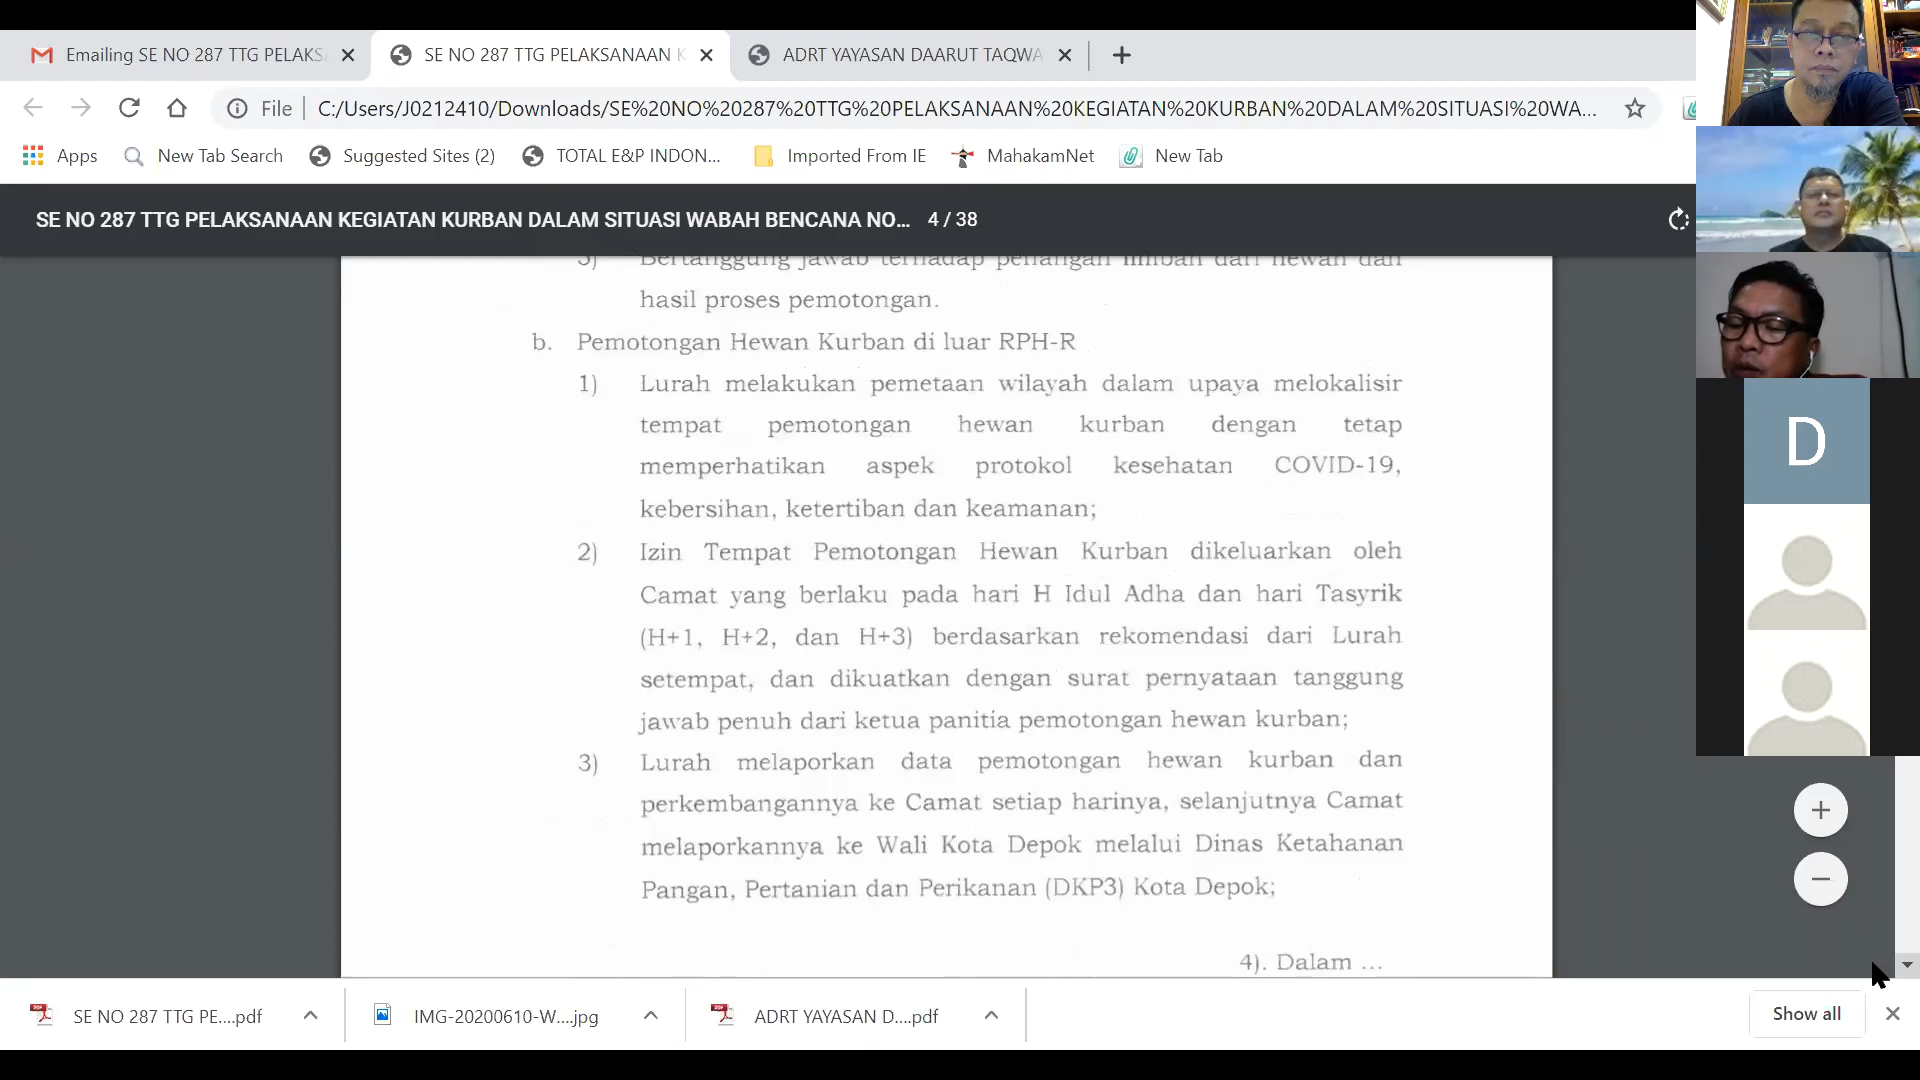 Emailing SE NO 287 TTG PELAKS
SE NO 287 TTG PELAKSANAAN K
ADRT YAYASAN DAARUT TAQWA
File
C:/Users/J0212410/Downloads/SE%20NO%20287%20TTG%20PELAKSANAAN%20KEGIATAN%20KURBAN%20DALAM%20SITUASI%20WA...
Apps
New Tab Search
Suggested Sites (2)
TOTAL E&P INDON...
Imported From IE
MahakamNet
New Tab
SE NO 287 TTG PELAKSANAAN KEGIATAN KURBAN DALAM SITUASI WABAH BENCANA NO... 4 / 38
3) Bertanggung jawab terhadap penangan limbah dari hewan dan
hasil proses pemotongan.
b. Pemotongan Hewan Kurban di luar RPH-R
1) Lurah melakukan pemetaan wilayah dalam upaya melokalisir
tempat pemotongan hewan kurban dengan tetap
memperhatikan aspek protokol kesehatan COVID-19,
kebersihan, ketertiban dan keamanan;
2) Izin Tempat Pemotongan Hewan Kurban dikeluarkan oleh
Camat yang berlaku pada hari H Idul Adha dan hari Tasyrik
(H+1, H+2, dan H+3) berdasarkan rekomendasi dari Lurah
setempat, dan dikuatkan dengan surat pernyataan tanggung
jawab penuh dari ketua panitia pemotongan hewan kurban;
3) Lurah melaporkan data pemotongan hewan kurban dan
perkembangannya ke Camat setiap harinya, selanjutnya Camat
melaporkannya ke Wali Kota Depok melalui Dinas Ketahanan
Pangan, Pertanian dan Perikanan (DKP3) Kota Depok;
4). Dalam ...
D
SE NO 287 TTG PE....pdf
IMG-20200610-W....jpg
ADRT YAYASAN D....pdf
Show all